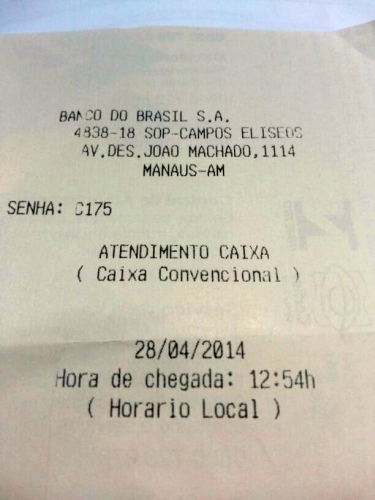 BANCO DO BRASIL S.A.
4838-18 SOP-CAMPOS ELISEOS
AV.DES.JOAO MACHADO,1114
MANAUS-AM
SENHA: C175
ATENDIMENTO CAIXA
( Caixa Convencional )
28/04/2014
Hora de chegada: 12:54h
( Horario Local )